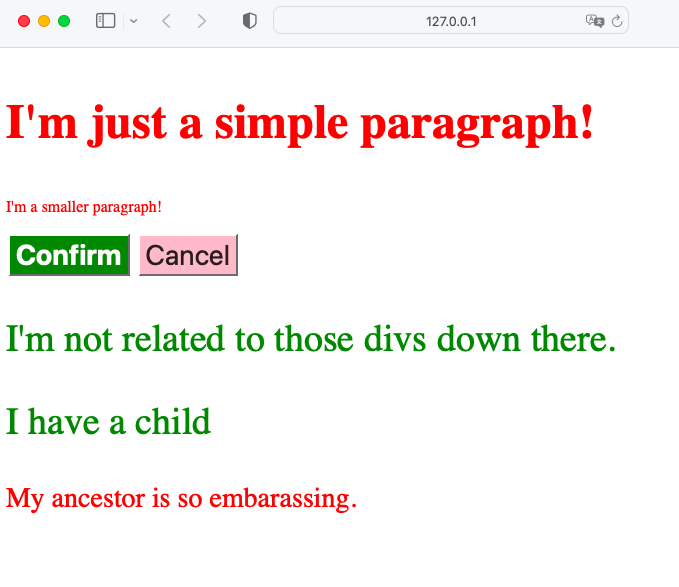 127.0.0.1
I'm just a simple paragraph!
I'm a smaller paragraph!
Confirm Cancel
I'm not related to those divs down there.
I have a child
My ancestor is so embarassing.